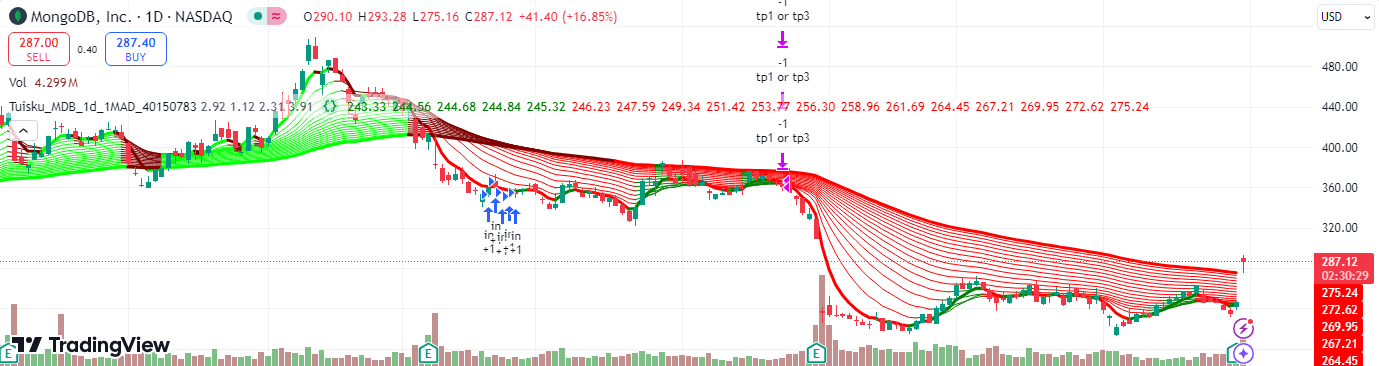 MongoDB, Inc. · 1D · NASDAQ
O290.10 H293.28 L275.16 C287.12 +41.40 (+16.85%)
-1
tp1 or tp3
USD
287.00
SELL
0.40
287.40
BUY
Vol 4.299M
-1
tp1 or tp3
Tuisku_MDB_1d_1MAD_40150783 2.92 1.12 2.31 3.91 243.33 244.56 244.68 244.84 245.32 246.23 247.59 249.34 251.42 253.77 256.30 258.96 261.69 264.45 267.21 269.95 272.62 275.24
-1
tp1 or tp3
in
+1
480.00
440.00
400.00
360.00
320.00
287.12
02:30:29
275.24
272.62
269.95
267.21
264.45
TradingView
E
E
E